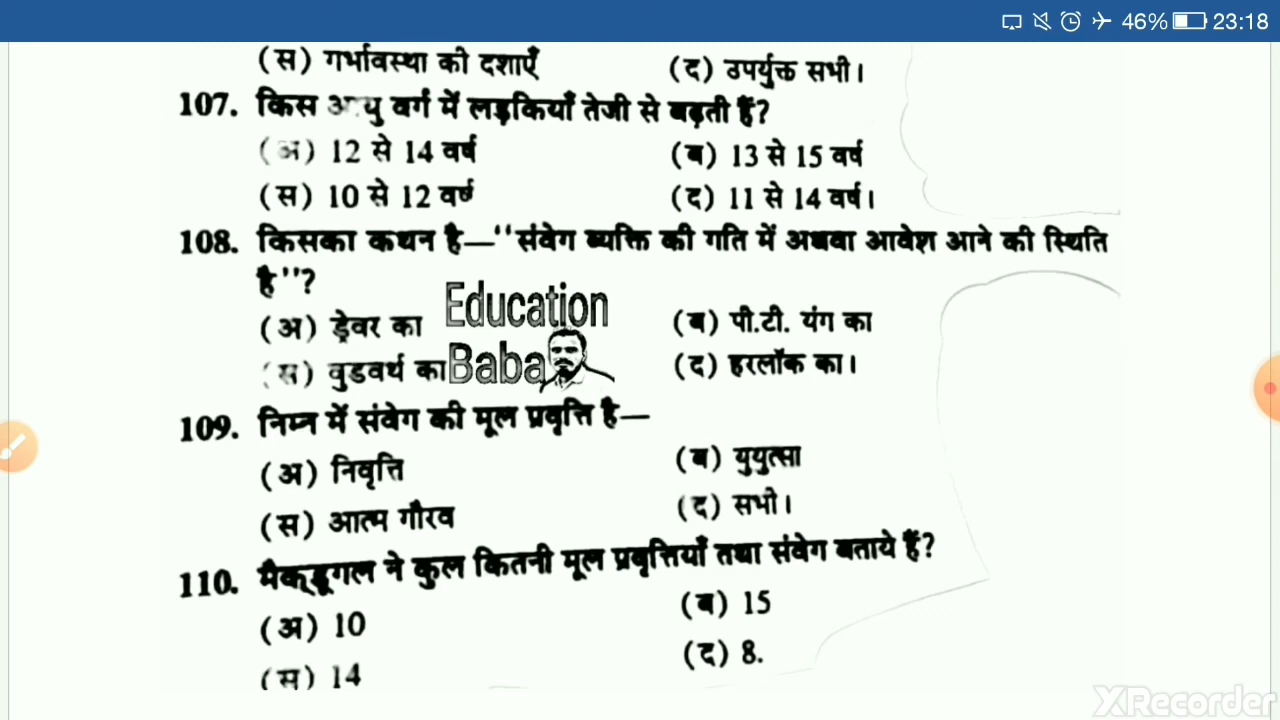 46% 23:18
(स) गर्भावस्था की दशाएँ (द) उपर्युक्त सभी।
107. किस आयु वर्ग में लड़कियाँ तेजी से बढ़ती हैं?
(अ) 12 से 14 वर्ष (ब) 13 से 15 वर्ष
(स) 10 से 12 वर्ष (द) 11 से 14 वर्ष।
108. किसका कथन है—"संवेग व्यक्ति की गति में अथवा आवेश आने की स्थिति
है"?
(अ) ड्रेवर का (ब) पी.टी. यंग का
(स) वुडवर्थ का (द) हरलॉक का।
Education
Baba
109. निम्न में संवेग की मूल प्रवृत्ति है—
(अ) निवृत्ति (ब) युयुत्सा
(स) आत्म गौरव (द) सभी।
110. मैक्डूगल ने कुल कितनी मूल प्रवृत्तियाँ तथा संवेग बताये हैं?
(अ) 10 (ब) 15
(स) 14 (द) 8.
XRecorder